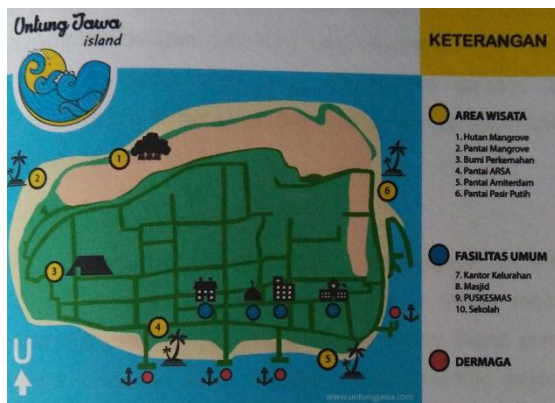 Untung Jawa
island
KETERANGAN
AREA WISATA
1. Hutan Mangrove
2. Pantai Mangrove
3. Bumi Perkemahan
4. Pantai ARSA
5. Pantai Amiterdam
6. Pantai Pasir Putih
FASILITAS UMUM
7. Kantor Kelurahan
8. Masjid
9. PUSKESMAS
10. Sekolah
DERMAGA
1
2
6
3
4
5
U
www.untungjawa.com